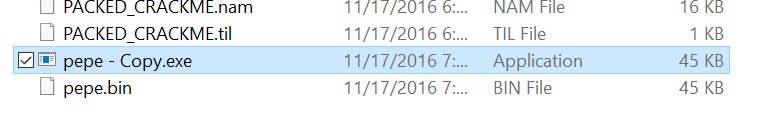 PACKED_CRACKME.nam 11/17/2016 6:... NAM File 16 KB
PACKED_CRACKME.til 11/17/2016 6:... TIL File 1 KB
pepe - Copy.exe 11/17/2016 7:... Application 45 KB
pepe.bin 11/17/2016 7:... BIN File 45 KB